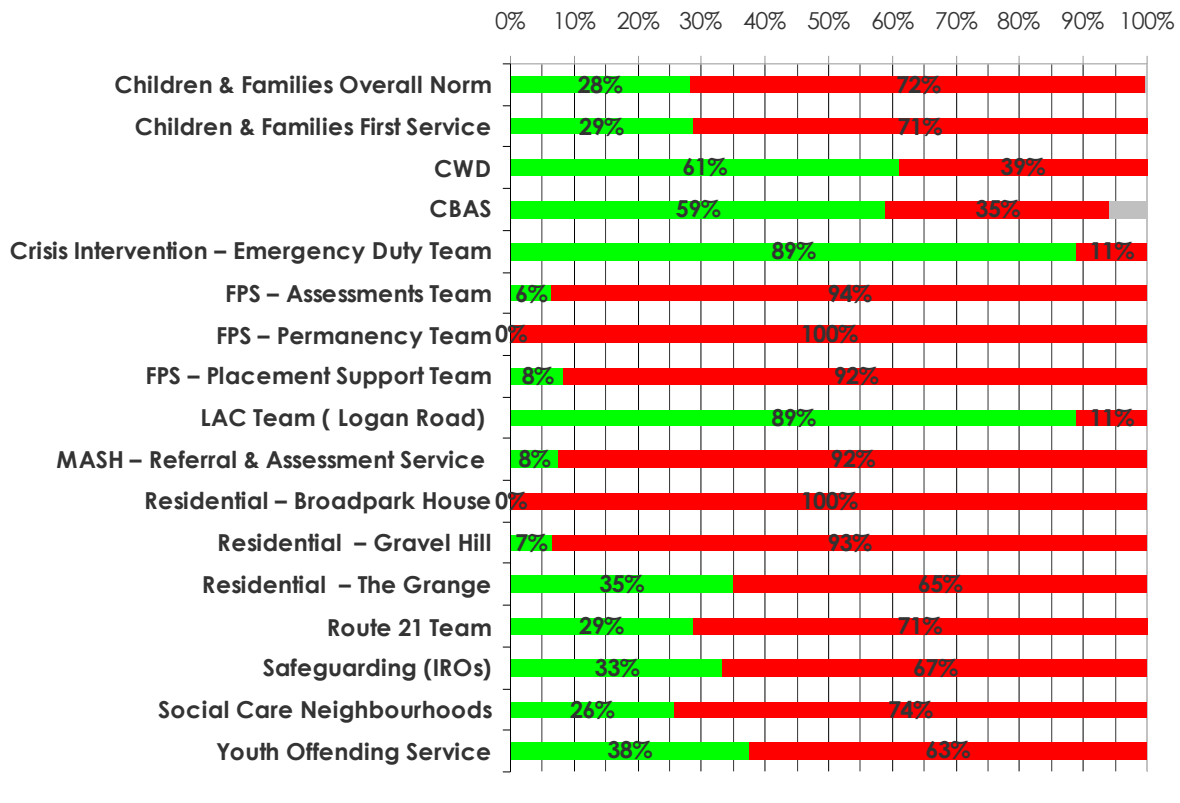 0% 10% 20% 30% 40% 50% 60% 70% 80% 90% 100%
Children & Families Overall Norm 28% 72%
Children & Families First Service 29% 71%
CWD 61% 39%
CBAS 59% 35%
Crisis Intervention – Emergency Duty Team 89% 11%
FPS – Assessments Team 6% 94%
FPS – Permanency Team 0% 100%
FPS – Placement Support Team 8% 92%
LAC Team ( Logan Road) 89% 11%
MASH – Referral & Assessment Service 8% 92%
Residential – Broadpark House 0% 100%
Residential – Gravel Hill 7% 93%
Residential – The Grange 35% 65%
Route 21 Team 29% 71%
Safeguarding (IROs) 33% 67%
Social Care Neighbourhoods 26% 74%
Youth Offending Service 38% 63%